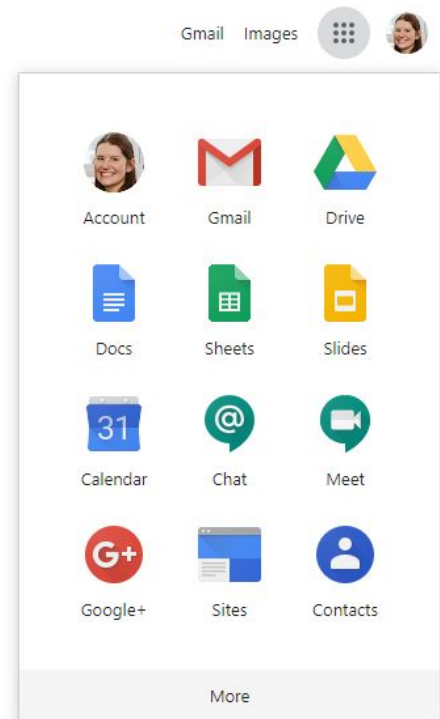 Gmail Images
Account Gmail Drive
Docs Sheets Slides
31
@
Calendar Chat Meet
G+
Google+ Sites Contacts
More